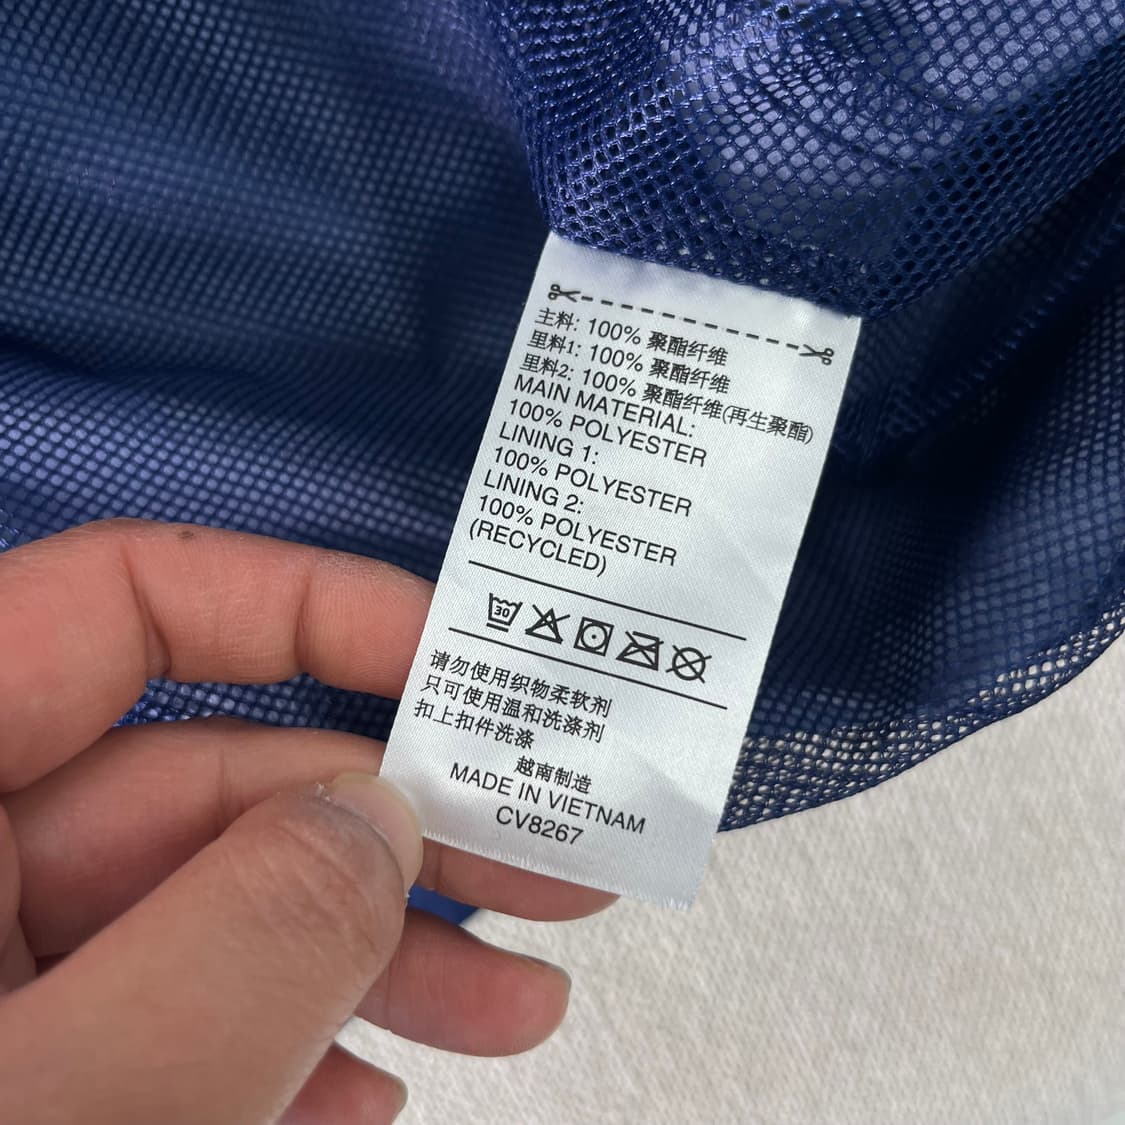 主料: 100% 聚酯纤维
里料1: 100% 聚酯纤维
里料2: 100% 聚酯纤维(再生聚酯)
MAIN MATERIAL:
100% POLYESTER
LINING 1:
100% POLYESTER
LINING 2:
100% POLYESTER
(RECYCLED)
30
请勿使用织物柔软剂
只可使用温和洗涤剂
扣上扣件洗涤
越南制造
MADE IN VIETNAM
CV8267